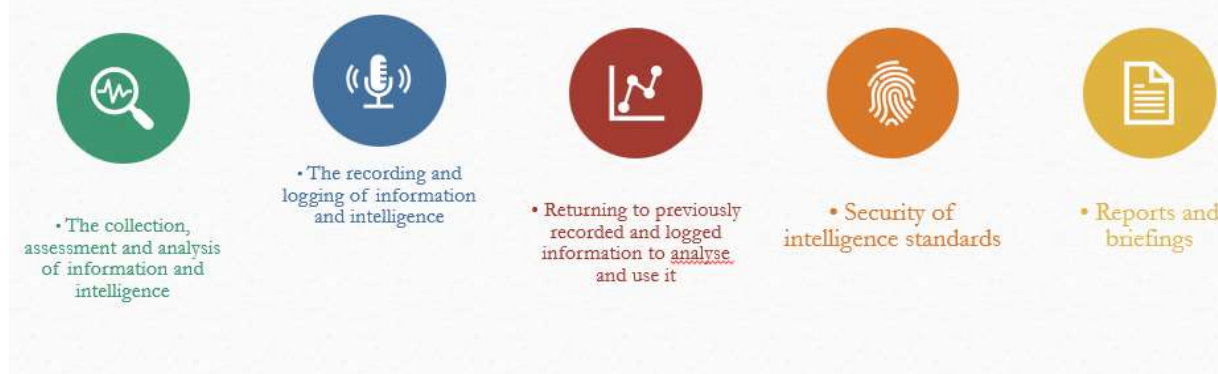 • The collection,
assessment and analysis
of information and
intelligence
• The recording and
logging of information
and intelligence
• Returning to previously
recorded and logged
information to analyse
and use it
• Security of
intelligence standards
• Reports and
briefings